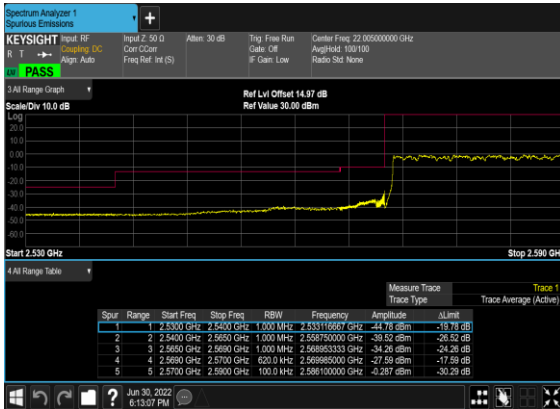 Spectrum Analyzer 1
Spurious Emissions
KEYSIGHT Input: RF Input Z: 50 Ω Atten: 30 dB Trig: Free Run Center Freq: 22.005000000 GHz
R T Coupling: DC Corr CCorr Gate: Off Avg|Hold: 100/100
Align: Auto Freq Ref: Int (S) IF Gain: Low Radio Std: None
LXI PASS
3 All Range Graph Ref Lvl Offset 14.97 dB
Scale/Div 10.0 dB Ref Value 30.00 dBm
Log
20.0
10.0
0.00
-10.0
-20.0
-30.0
-40.0
-50.0
-60.0
Start 2.530 GHz Stop 2.590 GH
4 All Range Table
Measure Trace Trace 1
Trace Type Trace Average (Active)
Spur Range Start Freq Stop Freq RBW Frequency Amplitude ΔLimit
1 1 2.5300 GHz 2.5400 GHz 1.000 MHz 2.533116667 GHz -44.78 dBm -19.78 dB
2 2 2.5400 GHz 2.5650 GHz 1.000 MHz 2.558750000 GHz -39.52 dBm -26.52 dB
3 3 2.5650 GHz 2.5690 GHz 1.000 MHz 2.568953333 GHz -34.26 dBm -24.26 dB
4 4 2.5690 GHz 2.5700 GHz 620.0 kHz 2.569985000 GHz -27.59 dBm -17.59 dB
5 5 2.5700 GHz 2.5900 GHz 100.0 kHz 2.586100000 GHz -0.287 dBm -30.29 dB
Jun 30, 2022
6:13:07 PM